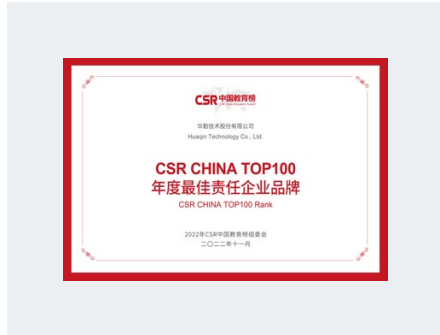 CSR 中国教育榜
华勤技术股份有限公司
Huaqin Technology Co., Ltd.
CSR CHINA TOP100
年度最佳责任企业品牌
CSR CHINA TOP100 Rank
2022年CSR中国教育榜组委会
二〇二二年十一月